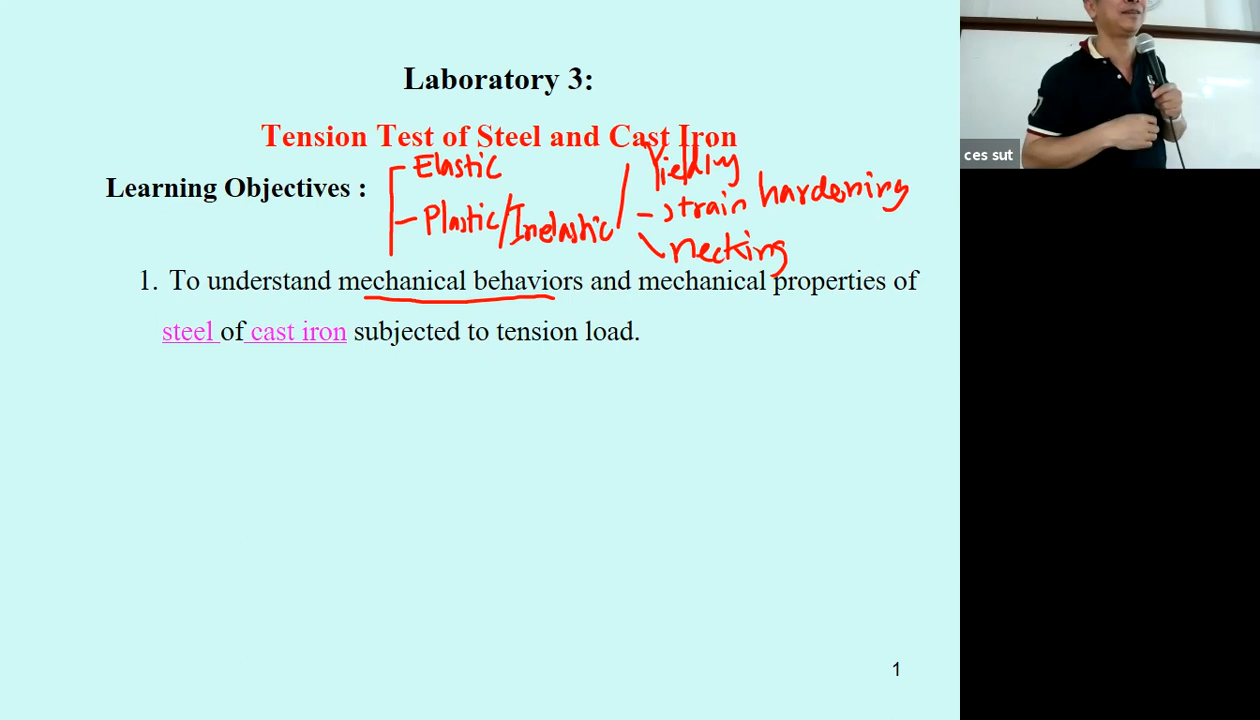 Laboratory 3:
Tension Test of Steel and Cast Iron
Learning Objectives :
Elastic
Plastic/Inelastic
Yielding
strain hardening
necking
1. To understand mechanical behaviors and mechanical properties of
steel of cast iron subjected to tension load.
1
ces sut